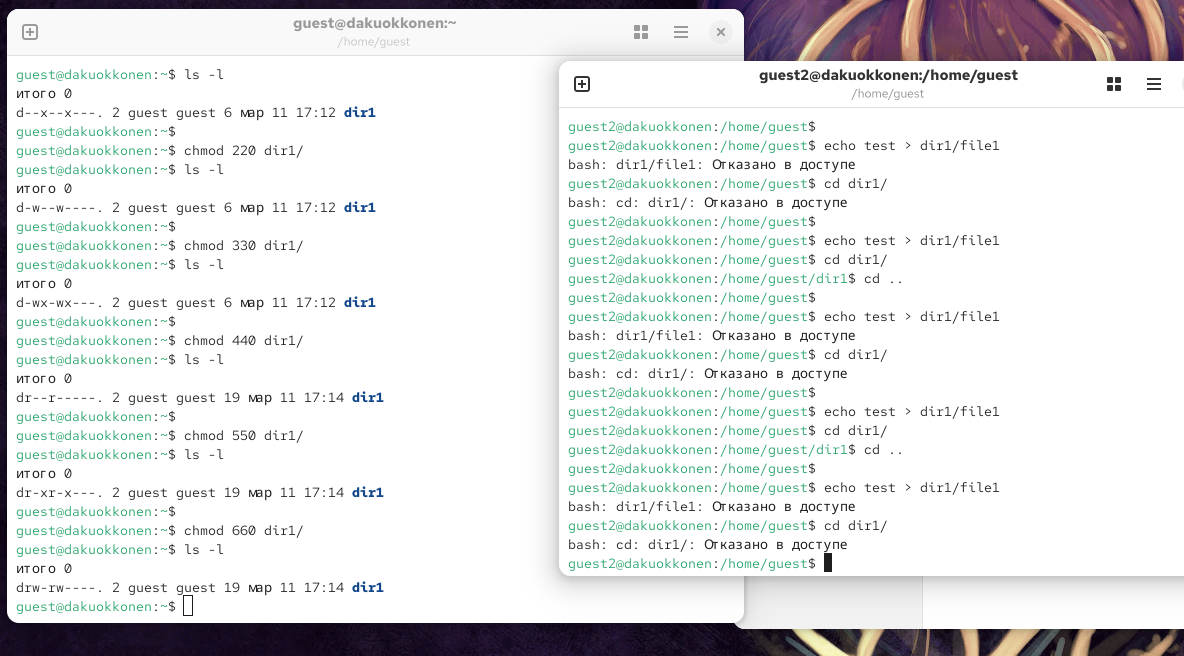 guest@dakuokkonen:~
/home/guest
guest@dakuokkonen:~$ ls -l
итого 0
d--x--x---. 2 guest guest 6 мар 11 17:12 dir1
guest@dakuokkonen:~$
guest@dakuokkonen:~$ chmod 220 dir1/
guest@dakuokkonen:~$ ls -l
итого 0
d-w--w----. 2 guest guest 6 мар 11 17:12 dir1
guest@dakuokkonen:~$
guest@dakuokkonen:~$ chmod 330 dir1/
guest@dakuokkonen:~$ ls -l
итого 0
d-wx-wx---. 2 guest guest 6 мар 11 17:12 dir1
guest@dakuokkonen:~$
guest@dakuokkonen:~$ chmod 440 dir1/
guest@dakuokkonen:~$ ls -l
итого 0
dr--r-----. 2 guest guest 19 мар 11 17:14 dir1
guest@dakuokkonen:~$
guest@dakuokkonen:~$ chmod 550 dir1/
guest@dakuokkonen:~$ ls -l
итого 0
dr-xr-x---. 2 guest guest 19 мар 11 17:14 dir1
guest@dakuokkonen:~$
guest@dakuokkonen:~$ chmod 660 dir1/
guest@dakuokkonen:~$ ls -l
итого 0
drw-rw----. 2 guest guest 19 мар 11 17:14 dir1
guest@dakuokkonen:~$
guest2@dakuokkonen:/home/guest
/home/guest
guest2@dakuokkonen:/home/guest$
guest2@dakuokkonen:/home/guest$ echo test > dir1/file1
bash: dir1/file1: Отказано в доступе
guest2@dakuokkonen:/home/guest$ cd dir1/
bash: cd: dir1/: Отказано в доступе
guest2@dakuokkonen:/home/guest$
guest2@dakuokkonen:/home/guest$ echo test > dir1/file1
guest2@dakuokkonen:/home/guest$ cd dir1/
guest2@dakuokkonen:/home/guest/dir1$ cd ..
guest2@dakuokkonen:/home/guest$
guest2@dakuokkonen:/home/guest$ echo test > dir1/file1
bash: dir1/file1: Отказано в доступе
guest2@dakuokkonen:/home/guest$ cd dir1/
bash: cd: dir1/: Отказано в доступе
guest2@dakuokkonen:/home/guest$
guest2@dakuokkonen:/home/guest$ echo test > dir1/file1
guest2@dakuokkonen:/home/guest$ cd dir1/
guest2@dakuokkonen:/home/guest/dir1$ cd ..
guest2@dakuokkonen:/home/guest$
guest2@dakuokkonen:/home/guest$ echo test > dir1/file1
bash: dir1/file1: Отказано в доступе
guest2@dakuokkonen:/home/guest$ cd dir1/
bash: cd: dir1/: Отказано в доступе
guest2@dakuokkonen:/home/guest$